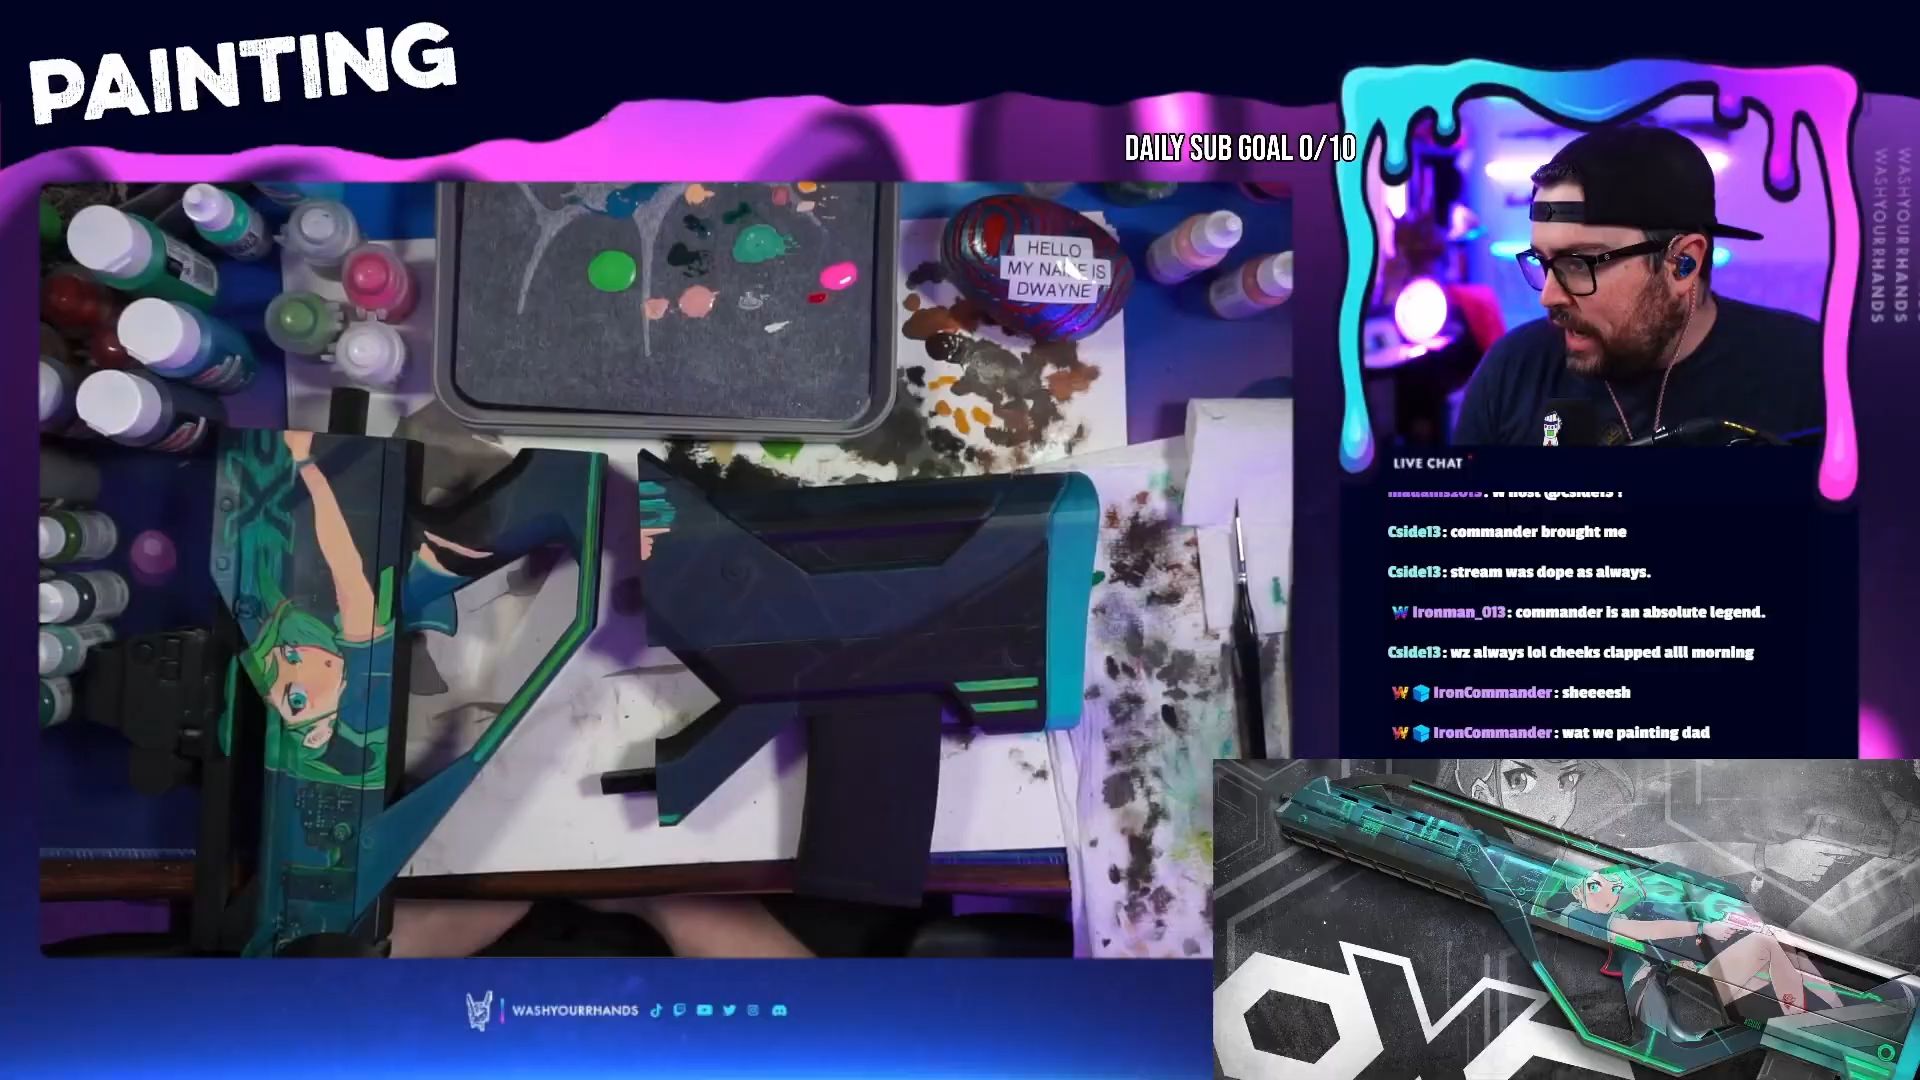 PAINTING
DAILY SUB GOAL 0/10
HELLO
MY NAME IS
DWAYNE
WASHYOURRHANDS
WASHYOURRHANDS
LIVE CHAT
Cside13: commander brought me
Cside13: stream was dope as always.
W Ironman_013: commander is an absolute legend.
Cside13: wz always lol cheeks clapped alll morning
W IronCommander: sheeeesh
W IronCommander: wat we painting dad
WASHYOURRHANDS